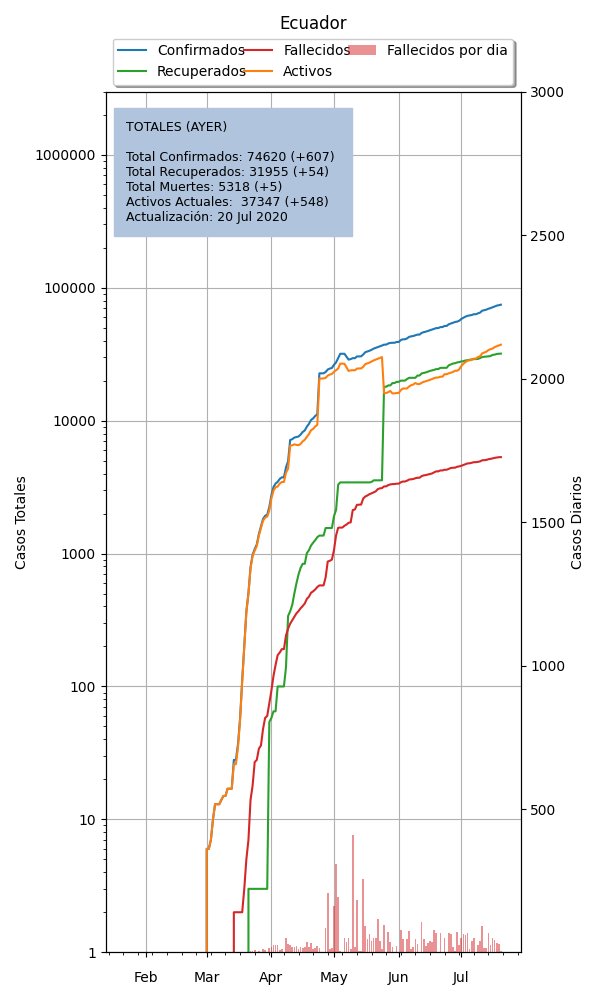 Ecuador
Confirmados
Recuperados
Fallecidos
Activos
Fallecidos por dia
TOTALES (AYER)
Total Confirmados: 74620 (+607)
Total Recuperados: 31955 (+54)
Total Muertes: 5318 (+5)
Activos Actuales:  37347 (+548)
Actualización: 20 Jul 2020
Casos Totales
1000000
100000
10000
1000
100
10
1
3000
2500
2000
1500
1000
500
Casos Diarios
Feb Mar Apr May Jun Jul